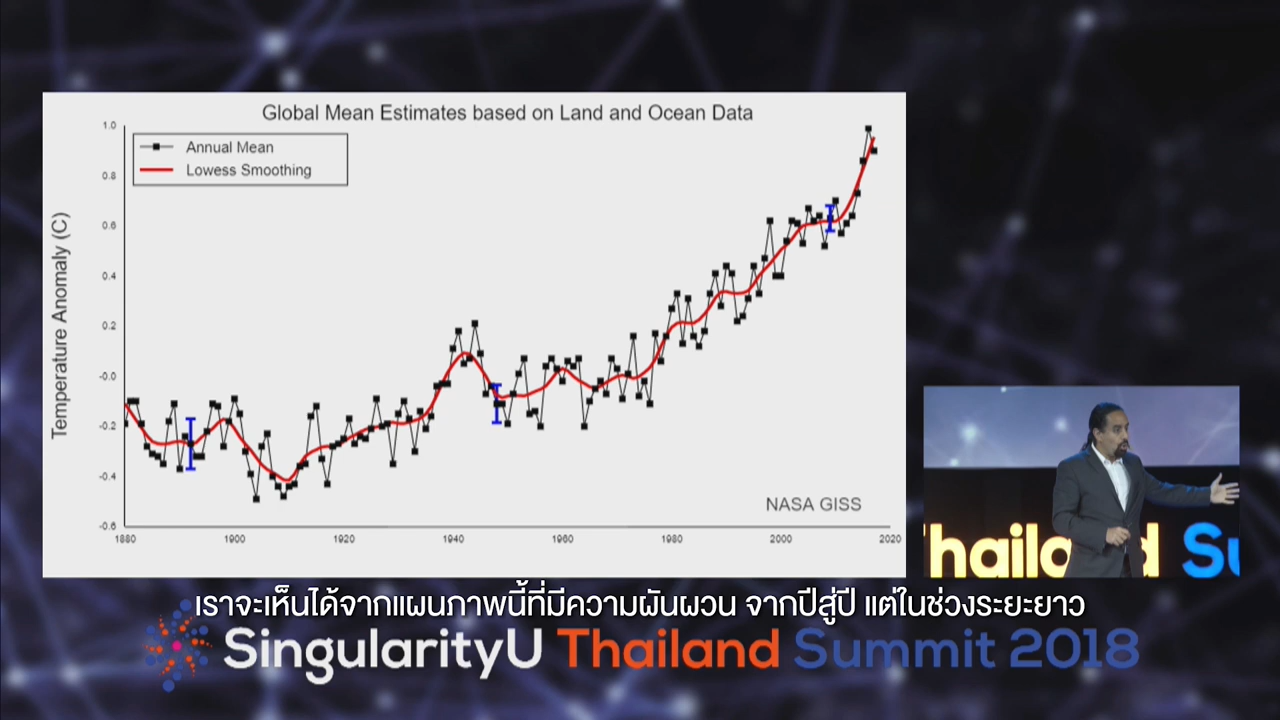 Global Mean Estimates based on Land and Ocean Data
Annual Mean
Lowess Smoothing
Temperature Anomaly (C)
1.0
0.8
0.6
0.4
0.2
-0.0
-0.2
-0.4
-0.6
NASA GISS
1880 1900 1920 1940 1960 1980 2000 2020
hailand Su
เราจะเห็นได้จากแผนภาพนี้ที่มีความผันผวน จากปีสู่ปี แต่ในช่วงระยะยาว
SingularityU Thailand Summit 2018